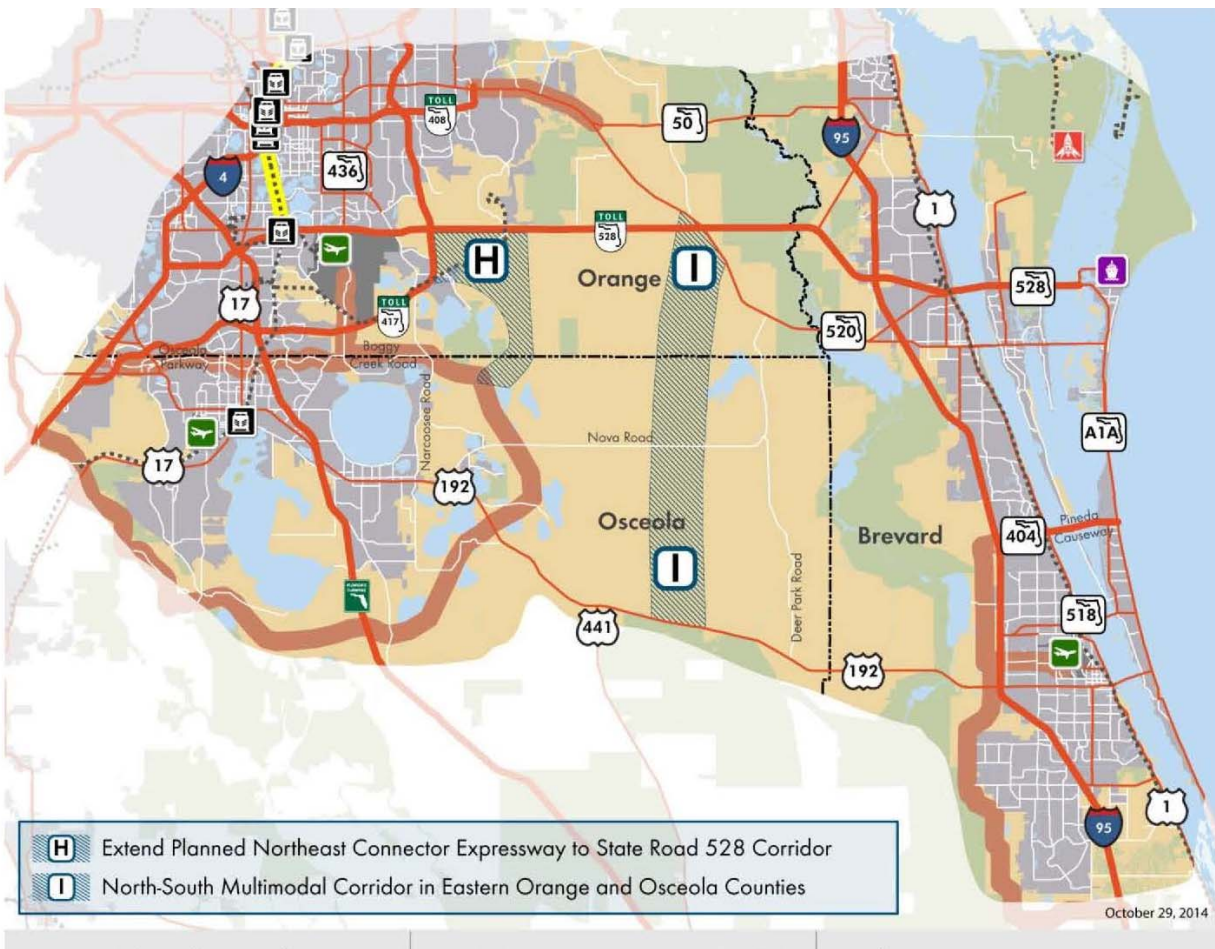 TOLL
408
50
95
436
4
1
TOLL
528
H
I
Orange
528
17
TOLL
417
520
Osceola
Parkway
Boggy
Creek Road
Narcoossee Road
A1A
Nova Road
17
192
Osceola
Brevard
404
Pineda
Causeway
I
Deer Park Road
518
441
192
1
95
H Extend Planned Northeast Connector Expressway to State Road 528 Corridor
I North-South Multimodal Corridor in Eastern Orange and Osceola Counties
October 29, 2014